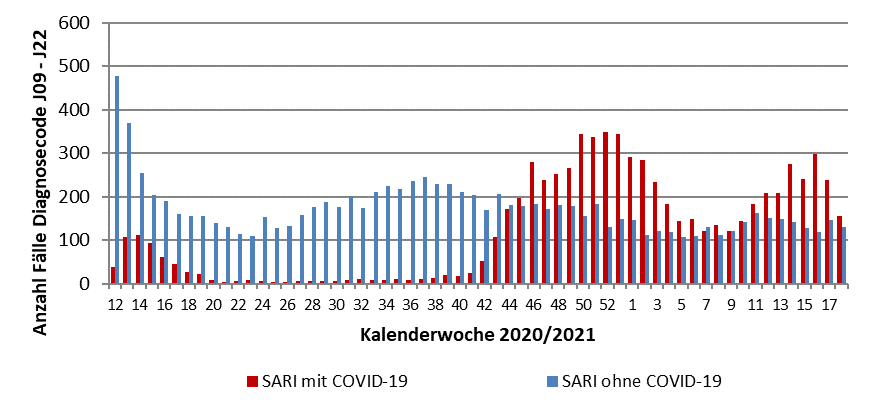 600
500
400
300
200
100
0
Anzahl Fälle Diagnosecode J09 - J22
12 14 16 18 20 22 24 26 28 30 32 34 36 38 40 42 44 46 48 50 52 1 3 5 7 9 11 13 15 17
Kalenderwoche 2020/2021
SARI mit COVID-19 SARI ohne COVID-19